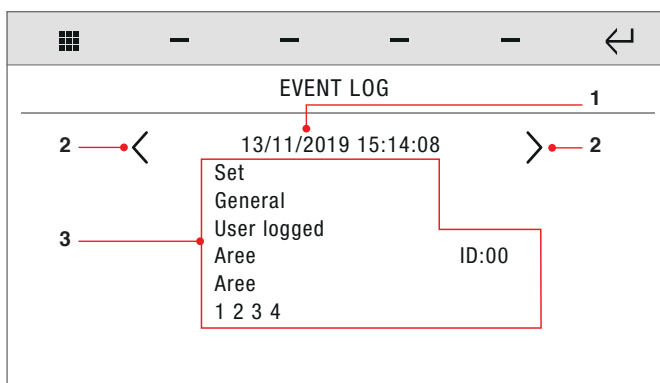 EVENT LOG
1
2 13/11/2019 15:14:08 2
Set
General
User logged
3
Aree ID:00
Aree
1 2 3 4